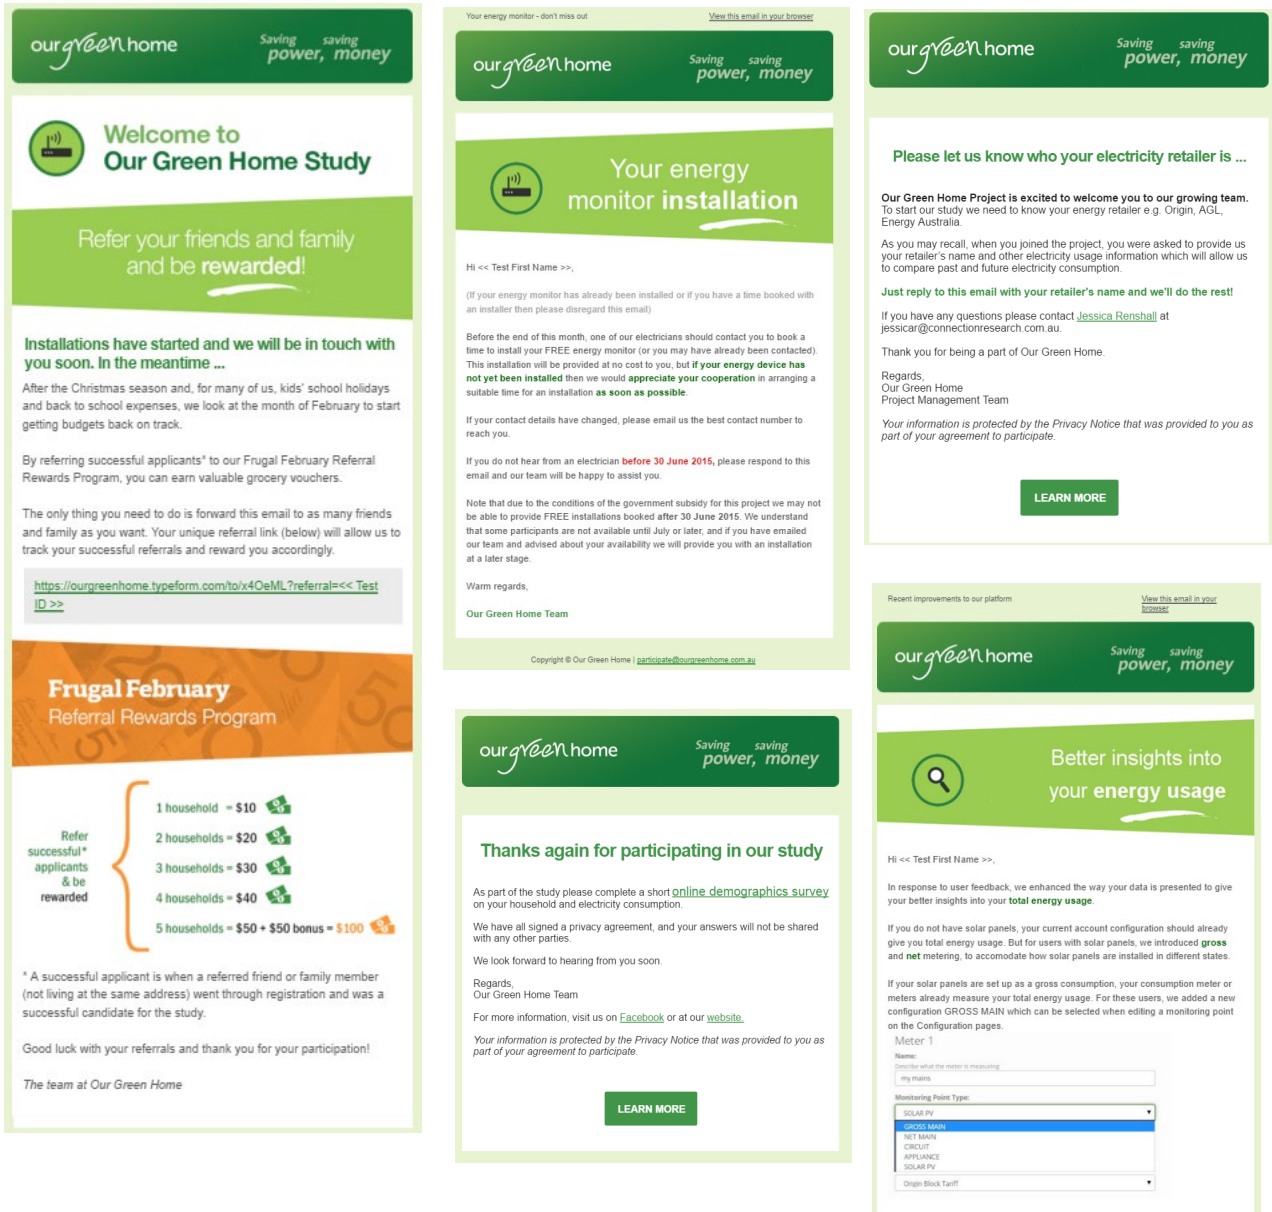 our green home
Saving power, saving money
Welcome to
Our Green Home Study
Refer your friends and family
and be rewarded!
Installations have started and we will be in touch with
you soon. In the meantime ...
After the Christmas season and, for many of us, kids' school holidays
and back to school expenses, we look at the month of February to start
getting budgets back on track.
By referring successful applicants* to our Frugal February Referral
Rewards Program, you can earn valuable grocery vouchers.
The only thing you need to do is forward this email to as many friends
and family as you want. Your unique referral link (below) will allow us to
track your successful referrals and reward you accordingly.
https://ourgreenhome.typeform.com/to/x4OeML?referral=<< Test
ID >>
Frugal February
Referral Rewards Program
Refer
successful*
applicants
& be
rewarded
1 household = $10
2 households = $20
3 households = $30
4 households = $40
5 households = $50 + $50 bonus = $100
* A successful applicant is when a referred friend or family member
(not living at the same address) went through registration and was a
successful candidate for the study.
Good luck with your referrals and thank you for your participation!
The team at Our Green Home
Your energy monitor - don't miss out
View this email in your browser
our green home
Saving power, saving money
Your energy
monitor installation
Hi << Test First Name >>,
(If your energy monitor has already been installed or if you have a time booked with
an installer then please disregard this email)
Before the end of this month, one of our electricians should contact you to book a
time to install your FREE energy monitor (or you may have already been contacted).
This installation will be provided at no cost to you, but if your energy device has
not yet been installed then we would appreciate your cooperation in arranging a
suitable time for an installation as soon as possible.
If your contact details have changed, please email us the best contact number to
reach you.
If you do not hear from an electrician before 30 June 2015, please respond to this
email and our team will be happy to assist you.
Note that due to the conditions of the government subsidy for this project we may not
be able to provide FREE installations booked after 30 June 2015. We understand
that some participants are not available until July or later, and if you have emailed
our team and advised about your availability we will provide you with an installation
at a later stage.
Warm regards,
Our Green Home Team
Copyright © Our Green Home | participate@ourgreenhome.com.au
our green home
Saving power, saving money
Thanks again for participating in our study
As part of the study please complete a short online demographics survey
on your household and electricity consumption.
We have all signed a privacy agreement, and your answers will not be shared
with any other parties.
We look forward to hearing from you soon.
Regards,
Our Green Home Team
For more information, visit us on Facebook or at our website.
Your information is protected by the Privacy Notice that was provided to you as
part of your agreement to participate.
LEARN MORE
our green home
Saving power, saving money
Please let us know who your electricity retailer is ...
Our Green Home Project is excited to welcome you to our growing team.
To start our study we need to know your energy retailer e.g. Origin, AGL,
Energy Australia.
As you may recall, when you joined the project, you were asked to provide us
your retailer's name and other electricity usage information which will allow us
to compare past and future electricity consumption.
Just reply to this email with your retailer's name and we'll do the rest!
If you have any questions please contact Jessica Renshall at
jessicar@connectionresearch.com.au.
Thank you for being a part of Our Green Home.
Regards,
Our Green Home
Project Management Team
Your information is protected by the Privacy Notice that was provided to you as
part of your agreement to participate.
LEARN MORE
Recent improvements to our platform
View this email in your
browser
our green home
Saving power, saving money
Better insights into
your energy usage
Hi << Test First Name >>,
In response to user feedback, we enhanced the way your data is presented to give
your better insights into your total energy usage.
If you do not have solar panels, your current account configuration should already
give you total energy usage. But for users with solar panels, we introduced gross
and net metering, to accomodate how solar panels are installed in different states.
If your solar panels are set up as a gross consumption, your consumption meter or
meters already measure your total energy usage. For these users, we added a new
configuration GROSS MAIN which can be selected when editing a monitoring point
on the Configuration pages.
Meter 1
Name:
Describe what the meter is measuring
my mains
Monitoring Point Type:
SOLAR PV
GROSS MAIN
NET MAIN
CIRCUIT
APPLIANCE
SOLAR PV
Origin Block Tariff